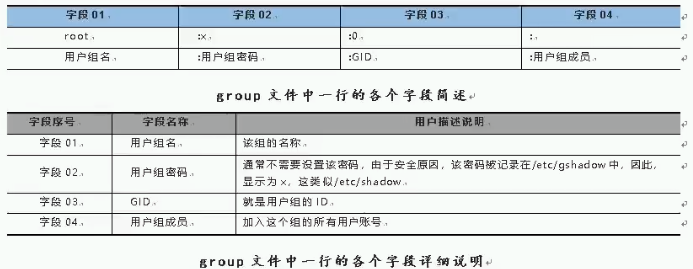 字段01 字段02 字段03 字段04
root :x :0 :
用户组名 :用户组密码 :GID :用户组成员
group 文件中一行的各个字段简述
字段序号 字段名称 用户描述说明
字段 01 用户组名 该组的名称
字段 02 用户组密码 通常不需要设置该密码，由于安全原因，该密码被记录在/etc/gshadow 中，因此，
显示为 x。这类似/etc/shadow
字段 03 GID 就是用户组的 ID
字段 04 用户组成员 加入这个组的所有用户账号
group 文件中一行的各个字段详细说明